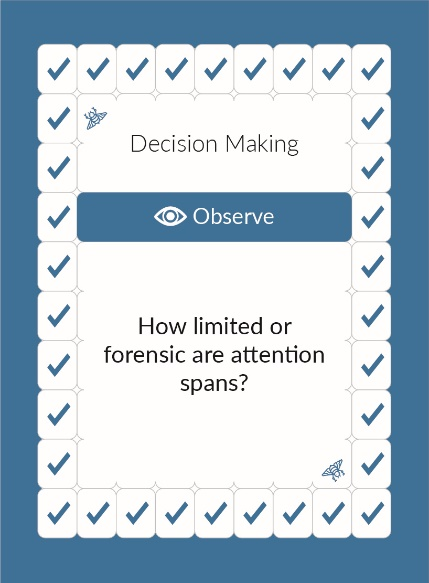 Decision Making
Observe
How limited or
forensic are attention
spans?